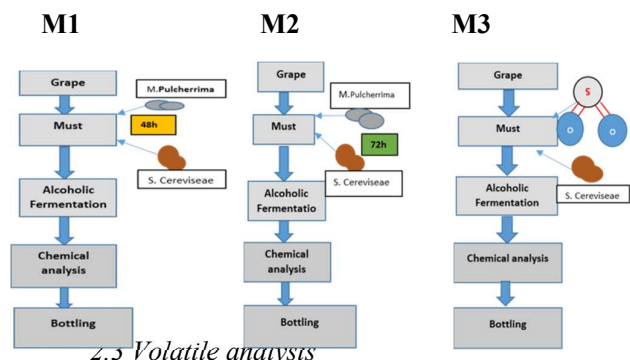 M1
M2
M3
Grape
M.Pulcherrima
Must
48h
S. Cereviseae
Alcoholic
Fermentation
Chemical
analysis
Bottling
Grape
M.Pulcherrima
Must
72h
S. Cereviseae
Alcoholic
Fermentatio
Chemical
analysis
Bottling
Grape
S
Must
O
O
S. Cereviseae
Alcoholic
Fermentation
Chemical analysis
Bottling
2.3 Volatile analysis